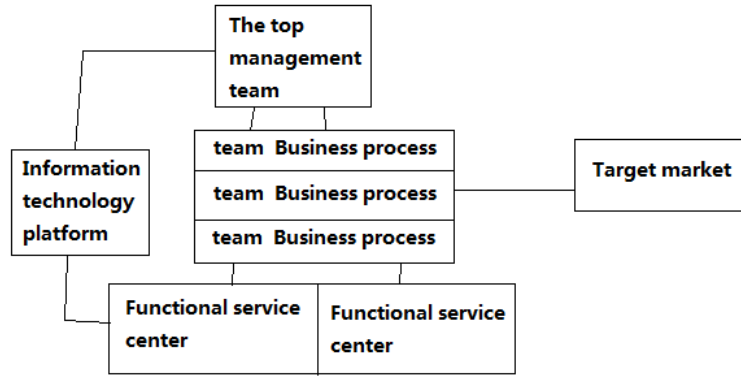 The top
management
team
team Business process
team Business process
team Business process
Information
technology
platform
Target market
Functional service
center
Functional service
center